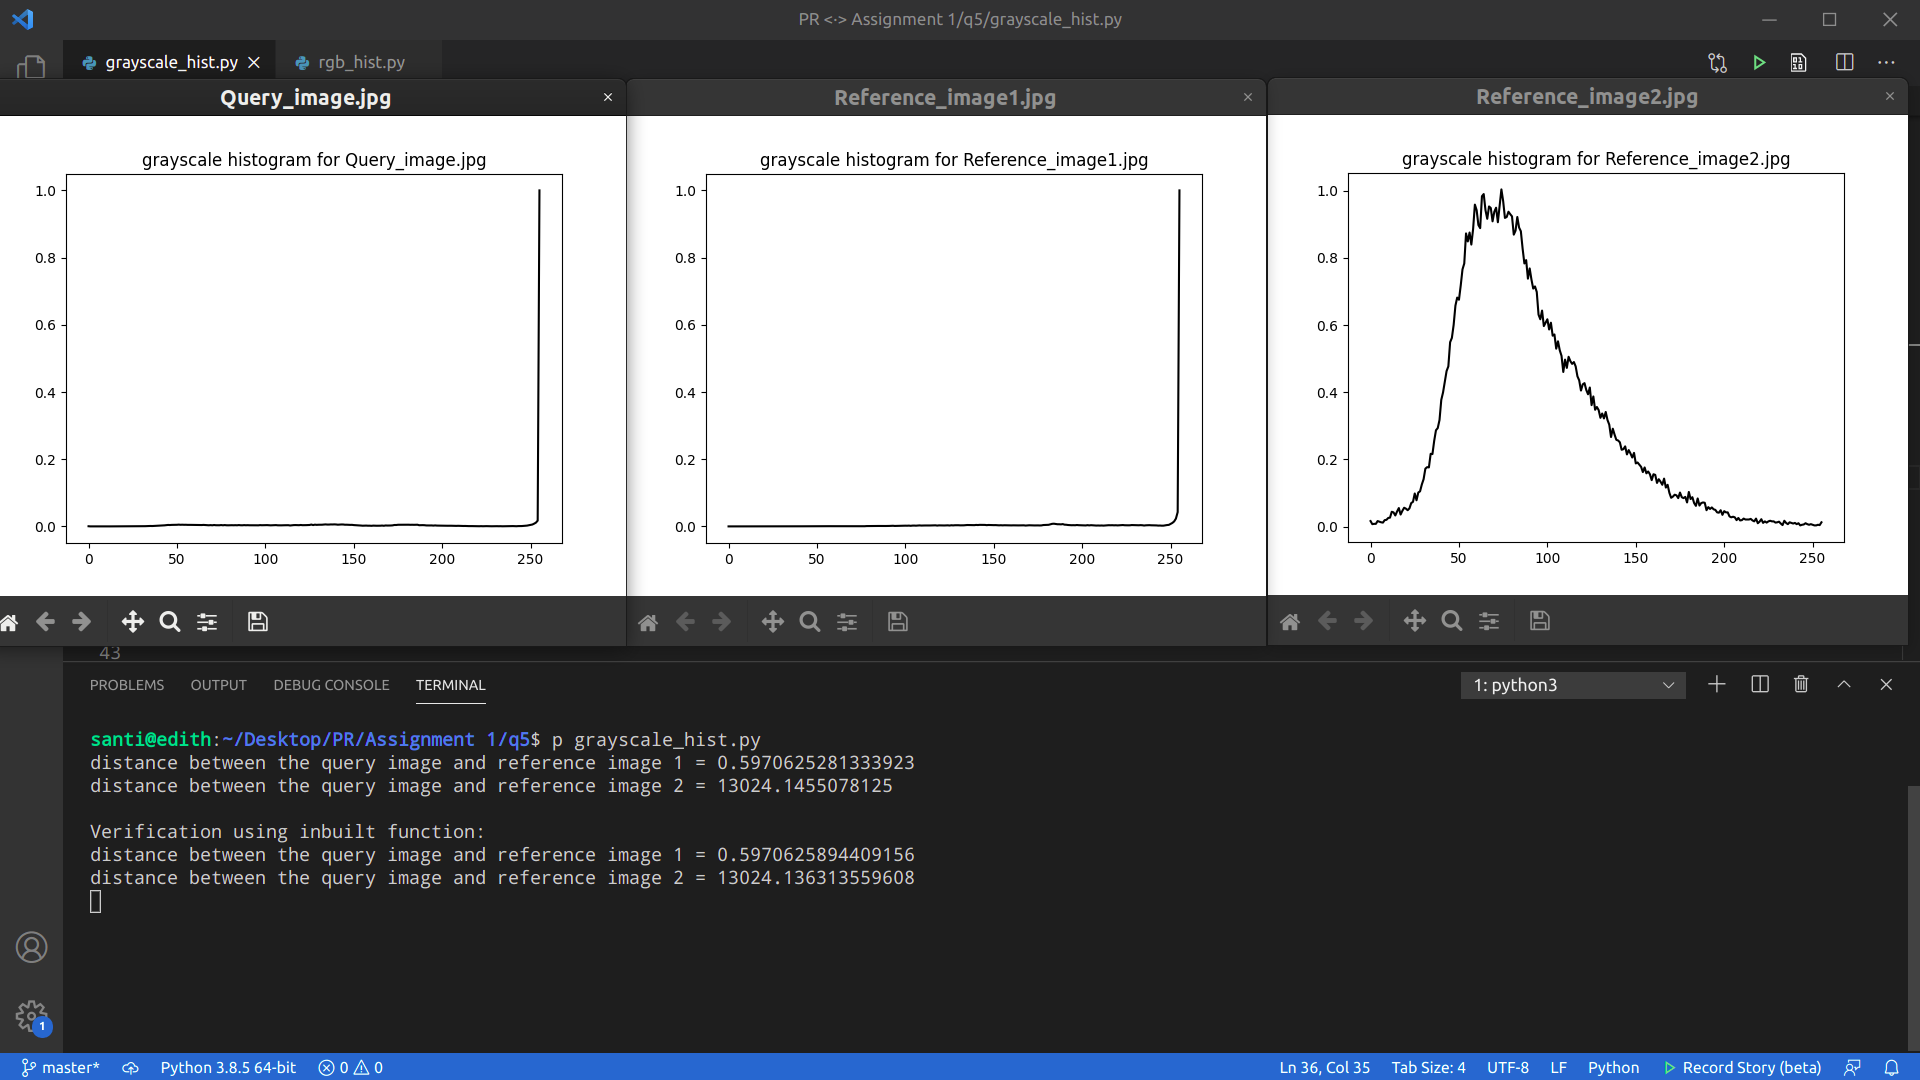 PR <·> Assignment 1/q5/grayscale_hist.py
grayscale_hist.py
rgb_hist.py
Query_image.jpg
Reference_image1.jpg
Reference_image2.jpg
grayscale histogram for Query_image.jpg
1.0
0.8
0.6
0.4
0.2
0.0
0 50 100 150 200 250
grayscale histogram for Reference_image1.jpg
1.0
0.8
0.6
0.4
0.2
0.0
0 50 100 150 200 250
grayscale histogram for Reference_image2.jpg
1.0
0.8
0.6
0.4
0.2
0.0
0 50 100 150 200 250
43
PROBLEMS OUTPUT DEBUG CONSOLE TERMINAL
1: python3
santi@edith:~/Desktop/PR/Assignment 1/q5$ p grayscale_hist.py
distance between the query image and reference image 1 = 0.5970625281333923
distance between the query image and reference image 2 = 13024.1455078125
Verification using inbuilt function:
distance between the query image and reference image 1 = 0.5970625894409156
distance between the query image and reference image 2 = 13024.136313559608
1
master* Python 3.8.5 64-bit 0 0 Ln 36, Col 35 Tab Size: 4 UTF-8 LF Python Record Story (beta)